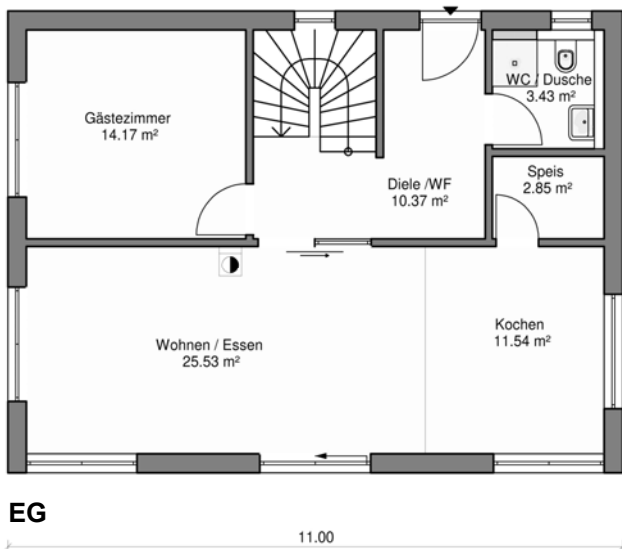 WC / Dusche
3.43 m²
Gästezimmer
14.17 m²
Speis
2.85 m²
Diele /WF
10.37 m²
Kochen
11.54 m²
Wohnen / Essen
25.53 m²
EG
11.00